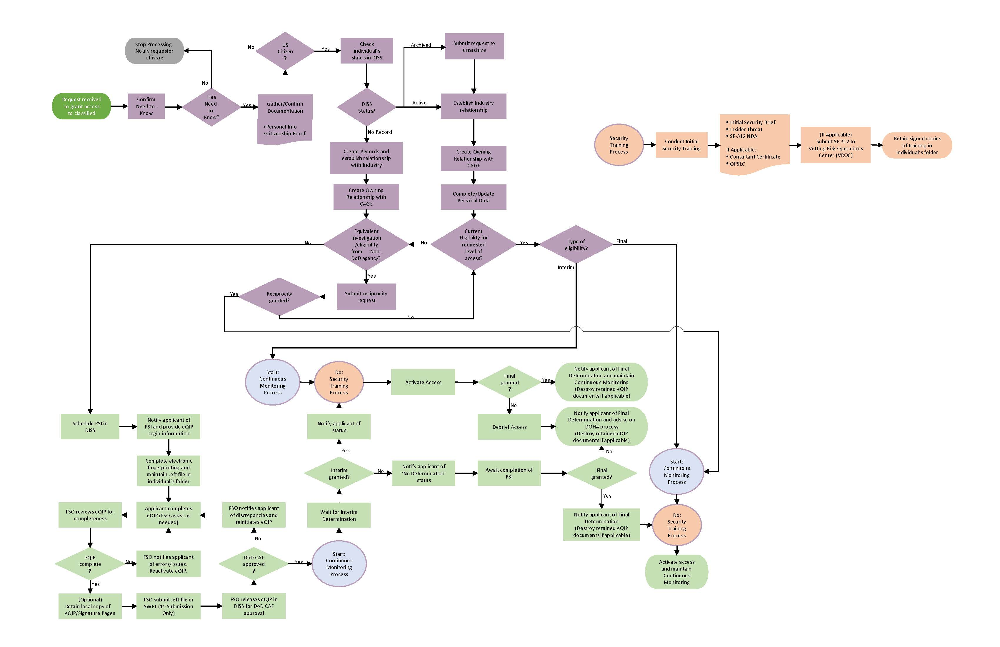 Stop Processing.
Notify requestor
of issue
No
US
Citizen
?
Yes
Check
individual's
status in DISS
Archived
Submit request to
unarchive
No
Request received
to grant access
to classified
Confirm
Need-to-
Know
Has
Need-
to-
Know?
Yes
Gather/Confirm
Documentation
•Personal Info
•Citizenship Proof
DISS
Status?
Active
Establish Industry
relationship
No Record
Create Records and
establish relationship
with Industry
Create Owning
Relationship with
CAGE
Create Owning
Relationship with
CAGE
Complete/Update
Personal Data
Security
Training
Process
Conduct Initial
Security Training
• Initial Security Brief
• Insider Threat
• SF-312 NDA
If Applicable:
• Consultant Certificate
• OPSEC
(If Applicable)
Submit SF-312 to
Vetting Risk Operations
Center (VROC)
Retain signed copies
of training in
individual's folder
No
Equivalent
investigation
/eligibility
from Non-
DoD agency?
No
Current
Eligibility for
requested
level of
access?
Yes
Type of
eligibility?
Final
Interim
Yes
Yes
Reciprocity
granted?
Submit reciprocity
request
No
Start:
Continuous
Monitoring
Process
Do:
Security
Training
Process
Activate Access
Final
granted
?
Yes
Notify applicant of Final
Determination and maintain
Continuous Monitoring
(Destroy retained eQIP
documents if applicable)
No
Schedule PSI in
DISS
Notify applicant of
PSI and provide eQIP
Login information
Notify applicant of
status
Debrief Access
Notify applicant of Final
Determination and advise on
DOHA process
(Destroy retained eQIP
documents if applicable)
Yes
No
Complete electronic
fingerprinting and
maintain .eft file in
individual's folder
Interim
granted?
No
Notify applicant of
'No Determination'
status
Await completion of
PSI
Final
granted?
Start:
Continuous
Monitoring
Process
Yes
FSO reviews eQIP for
completeness
Applicant completes
eQIP (FSO assist as
needed)
FSO notifies applicant
of discrepancies and
reinitiates eQIP
Wait for Interim
Determination
Notify applicant of Final
Determination
(Destroy retained eQIP
documents if applicable)
Do:
Security
Training
Process
No
eQIP
complete
?
No
FSO notifies applicant
of errors/issues.
Reactivate eQIP.
DoD CAF
approved
?
Yes
Start:
Continuous
Monitoring
Process
Activate access
and maintain
Continuous
Monitoring
Yes
(Optional)
Retain local copy of
eQIP/Signature Pages
FSO submit .eft file in
SWFT (1st Submission
Only)
FSO releases eQIP in
DISS for DoD CAF
approval